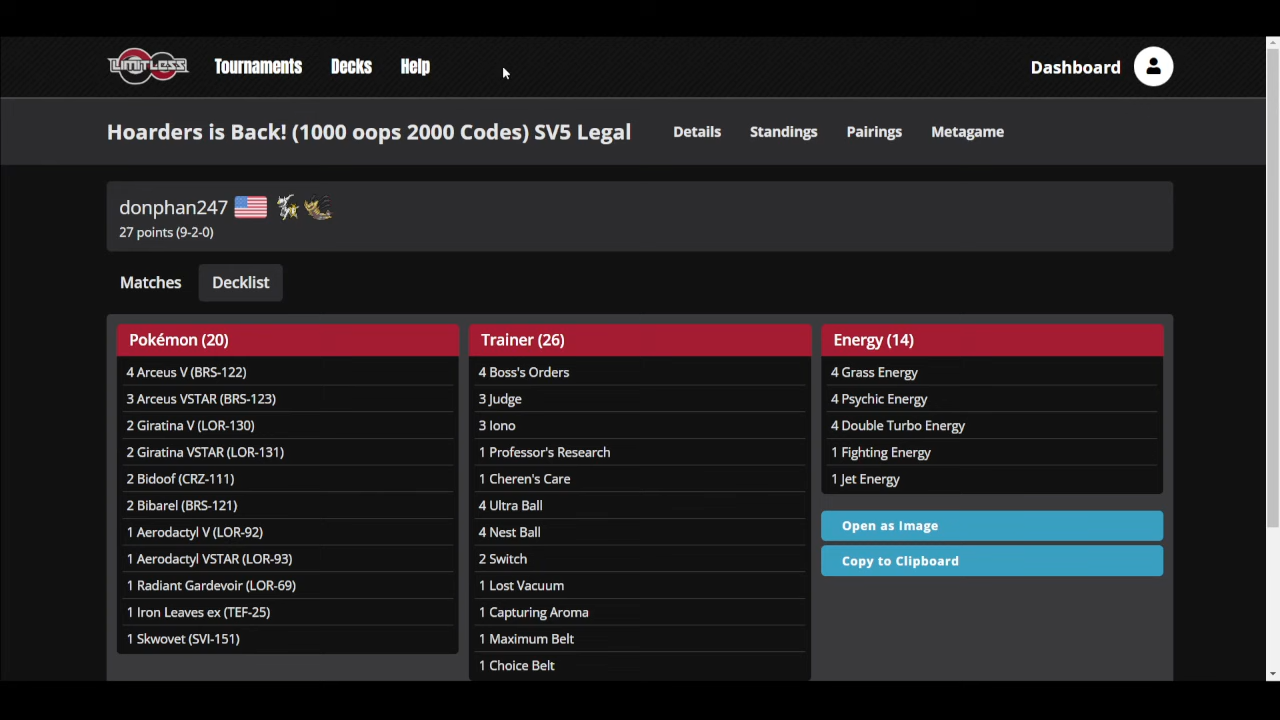 LIMITLESS
Tournaments
Decks
Help
Dashboard
Hoarders is Back! (1000 oops 2000 Codes) SV5 Legal
Details
Standings
Pairings
Metagame
donphan247
27 points (9-2-0)
Matches
Decklist
Pokémon (20)
4 Arceus V (BRS-122)
3 Arceus VSTAR (BRS-123)
2 Giratina V (LOR-130)
2 Giratina VSTAR (LOR-131)
2 Bidoof (CRZ-111)
2 Bibarel (BRS-121)
1 Aerodactyl V (LOR-92)
1 Aerodactyl VSTAR (LOR-93)
1 Radiant Gardevoir (LOR-69)
1 Iron Leaves ex (TEF-25)
1 Skwovet (SVI-151)
Trainer (26)
4 Boss's Orders
3 Judge
3 Iono
1 Professor's Research
1 Cheren's Care
4 Ultra Ball
4 Nest Ball
2 Switch
1 Lost Vacuum
1 Capturing Aroma
1 Maximum Belt
1 Choice Belt
Energy (14)
4 Grass Energy
4 Psychic Energy
4 Double Turbo Energy
1 Fighting Energy
1 Jet Energy
Open as Image
Copy to Clipboard